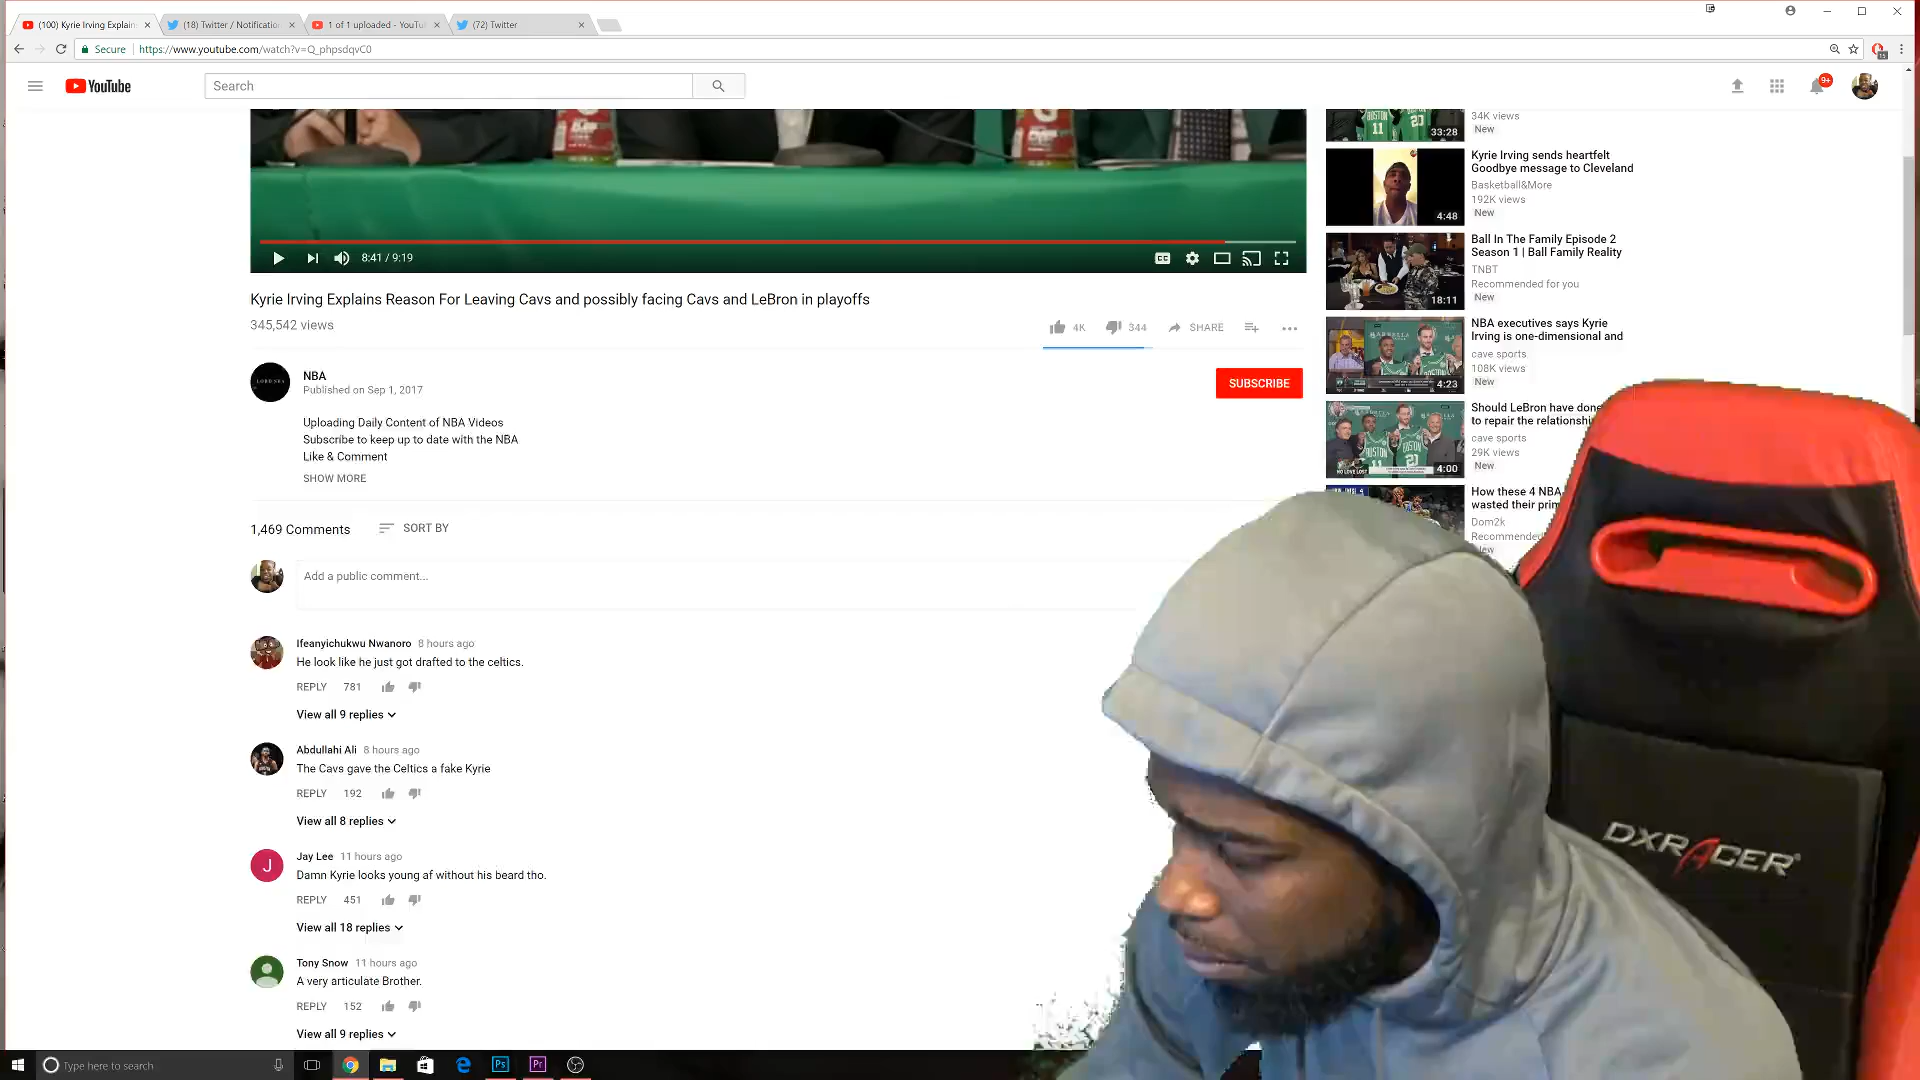 (100) Kyrie Irving Explain
(18) Twitter / Notificatio
1 of 1 uploaded - YouTu
(72) Twitter
Secure
https://www.youtube.com/watch?v=Q_phpsdqvC0
YouTube
Search
9+
8:41 / 9:19
CC
Kyrie Irving Explains Reason For Leaving Cavs and possibly facing Cavs and LeBron in playoffs
345,542 views
4K
344
SHARE
NBA
Published on Sep 1, 2017
SUBSCRIBE
Uploading Daily Content of NBA Videos
Subscribe to keep up to date with the NBA
Like & Comment
SHOW MORE
1,469 Comments
SORT BY
Add a public comment...
Ifeanyichukwu Nwanoro 8 hours ago
He look like he just got drafted to the celtics.
REPLY 781
View all 9 replies
Abdullahi Ali 8 hours ago
The Cavs gave the Celtics a fake Kyrie
REPLY 192
View all 8 replies
J
Jay Lee 11 hours ago
Damn Kyrie looks young af without his beard tho.
REPLY 451
View all 18 replies
Tony Snow 11 hours ago
A very articulate Brother.
REPLY 152
View all 9 replies
34K views
New
33:28
Kyrie Irving sends heartfelt
Goodbye message to Cleveland
Basketball&More
192K views
New
4:48
Ball In The Family Episode 2
Season 1 | Ball Family Reality
TNBT
Recommended for you
New
18:11
NBA executives says Kyrie
Irving is one-dimensional and
cave sports
108K views
New
4:23
Should LeBron have done
to repair the relationshi
cave sports
29K views
New
4:00
How these 4 NBA
wasted their prim
Dom2k
Recommended
DXRACER
Type here to search
Ps
Pr